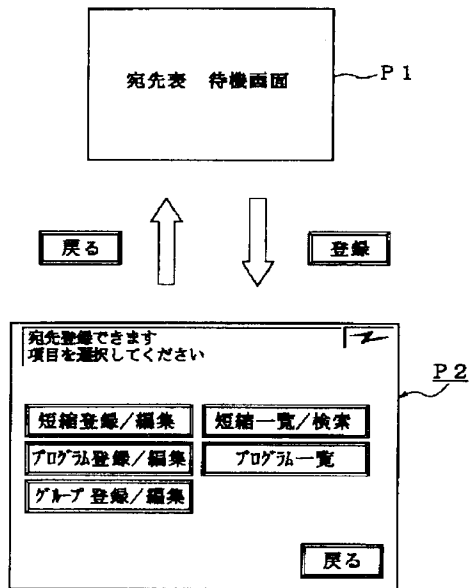 宛先表 待機画面
P1
戻る
登録
宛先登録できます
項目を選択してください
P2
短縮登録/編集
短縮一覧/検索
プログラム登録/編集
プログラム一覧
グループ登録/編集
戻る